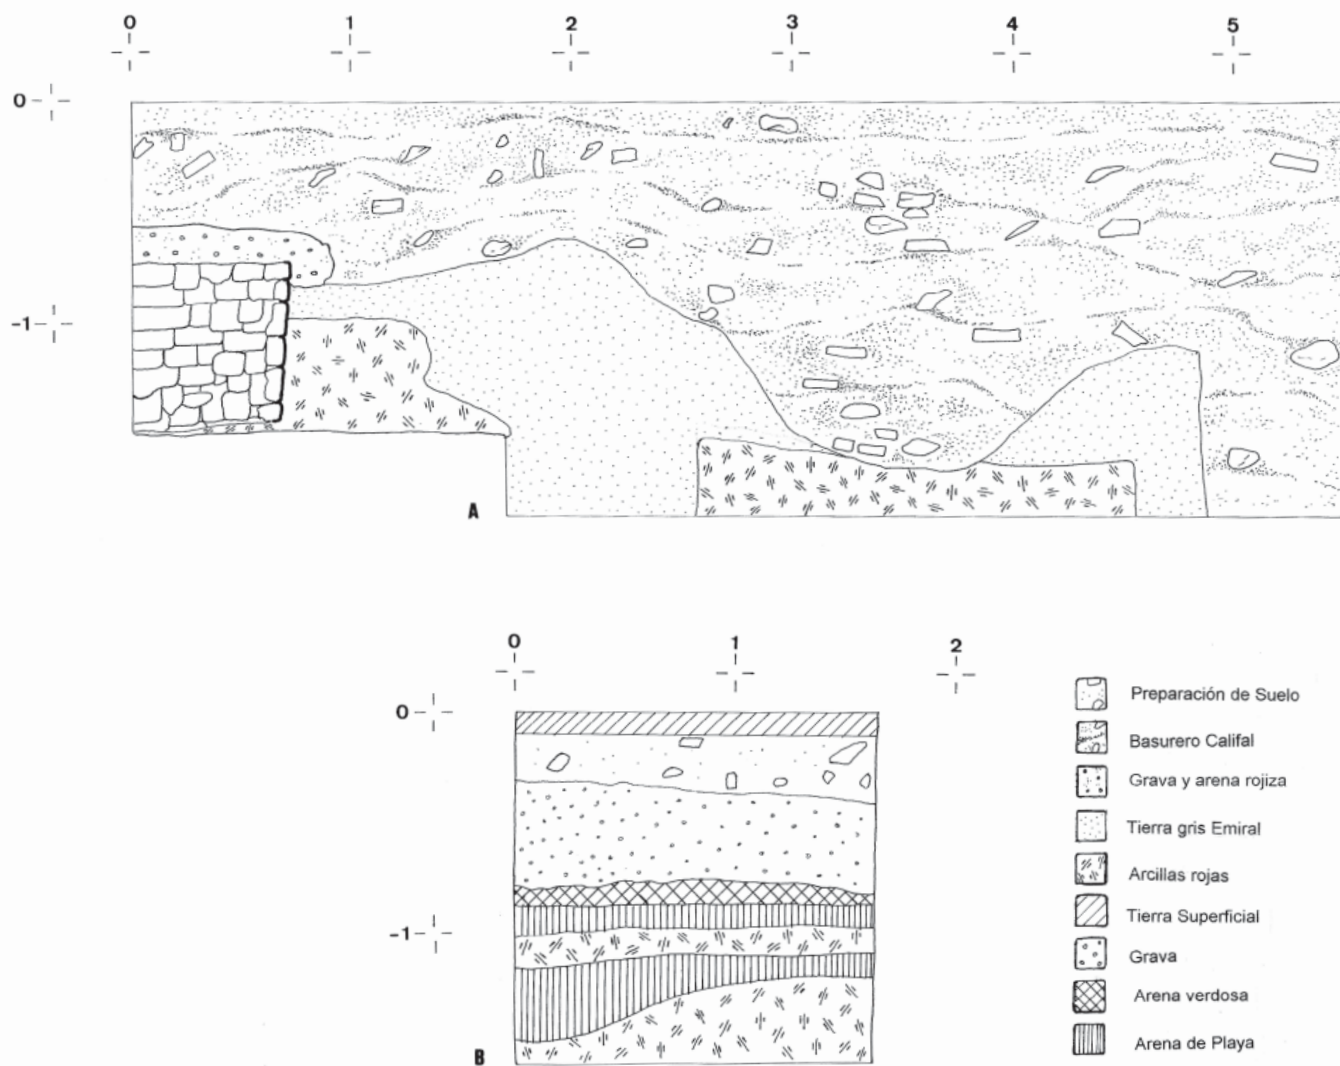 0 1 2 3 4 5
0
-1
A
0 1 2
0
-1
B
Preparación de Suelo
Basurero Califal
Grava y arena rojiza
Tierra gris Emiral
Arcillas rojas
Tierra Superficial
Grava
Arena verdosa
Arena de Playa